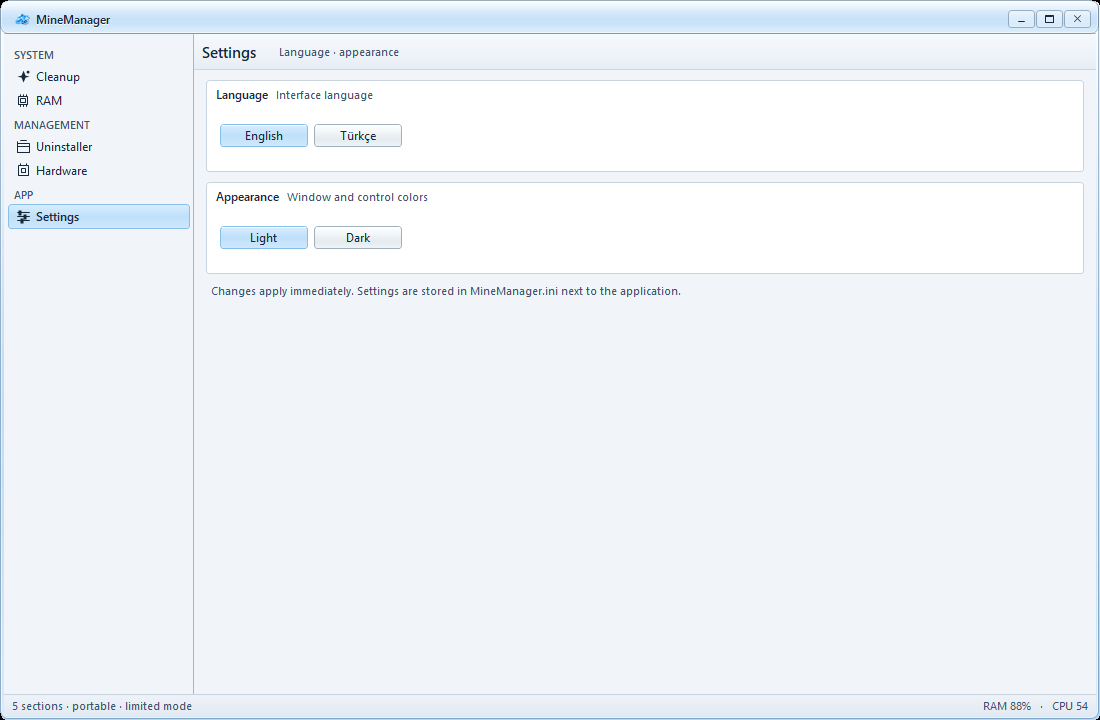 MineManager
SYSTEM
Cleanup
RAM
MANAGEMENT
Uninstaller
Hardware
APP
Settings
Settings Language · appearance
Language Interface language
English Türkçe
Appearance Window and control colors
Light Dark
Changes apply immediately. Settings are stored in MineManager.ini next to the application.
5 sections · portable · limited mode
RAM 88% · CPU 54